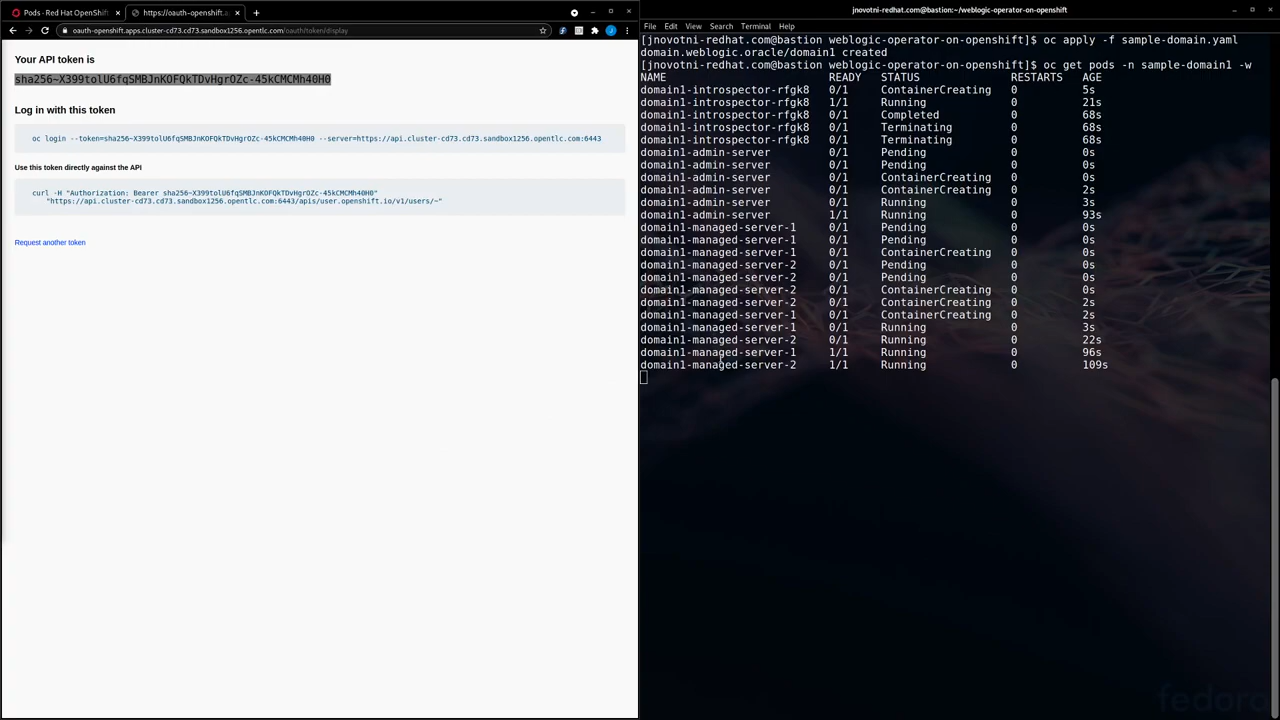 Pods · Red Hat OpenShift
https://oauth-openshift.a
oauth-openshift.apps.cluster-cd73.cd73.sandbox1256.opentlc.com/oauth/token/display
J
Your API token is
sha256~X399tolU6fqSMBJnKOFQkTDvHgrOZc-45kCMCMh40H0
Log in with this token
oc login --token=sha256~X399tolU6fqSMBJnKOFQkTDvHgrOZc-45kCMCMh40H0 --server=https://api.cluster-cd73.cd73.sandbox1256.opentlc.com:6443
Use this token directly against the API
curl -H "Authorization: Bearer sha256~X399tolU6fqSMBJnKOFQkTDvHgrOZc-45kCMCMh40H0"
"https://api.cluster-cd73.cd73.sandbox1256.opentlc.com:6443/apis/user.openshift.io/v1/users/~"
Request another token
jnovotni-redhat.com@bastion:~/weblogic-operator-on-openshift
File Edit View Search Terminal Help
[jnovotni-redhat.com@bastion weblogic-operator-on-openshift]$ oc apply -f sample-domain.yaml
domain.weblogic.oracle/domain1 created
[jnovotni-redhat.com@bastion weblogic-operator-on-openshift]$ oc get pods -n sample-domain1 -w
NAME READY STATUS RESTARTS AGE
domain1-introspector-rfgk8 0/1 ContainerCreating 0 5s
domain1-introspector-rfgk8 1/1 Running 0 21s
domain1-introspector-rfgk8 0/1 Completed 0 68s
domain1-introspector-rfgk8 0/1 Terminating 0 68s
domain1-introspector-rfgk8 0/1 Terminating 0 68s
domain1-admin-server 0/1 Pending 0 0s
domain1-admin-server 0/1 Pending 0 0s
domain1-admin-server 0/1 ContainerCreating 0 0s
domain1-admin-server 0/1 ContainerCreating 0 2s
domain1-admin-server 0/1 Running 0 3s
domain1-admin-server 1/1 Running 0 93s
domain1-managed-server-1 0/1 Pending 0 0s
domain1-managed-server-1 0/1 Pending 0 0s
domain1-managed-server-1 0/1 ContainerCreating 0 0s
domain1-managed-server-2 0/1 Pending 0 0s
domain1-managed-server-2 0/1 Pending 0 0s
domain1-managed-server-2 0/1 ContainerCreating 0 0s
domain1-managed-server-2 0/1 ContainerCreating 0 2s
domain1-managed-server-1 0/1 ContainerCreating 0 2s
domain1-managed-server-1 0/1 Running 0 3s
domain1-managed-server-2 0/1 Running 0 22s
domain1-managed-server-1 1/1 Running 0 96s
domain1-managed-server-2 1/1 Running 0 109s
fedora